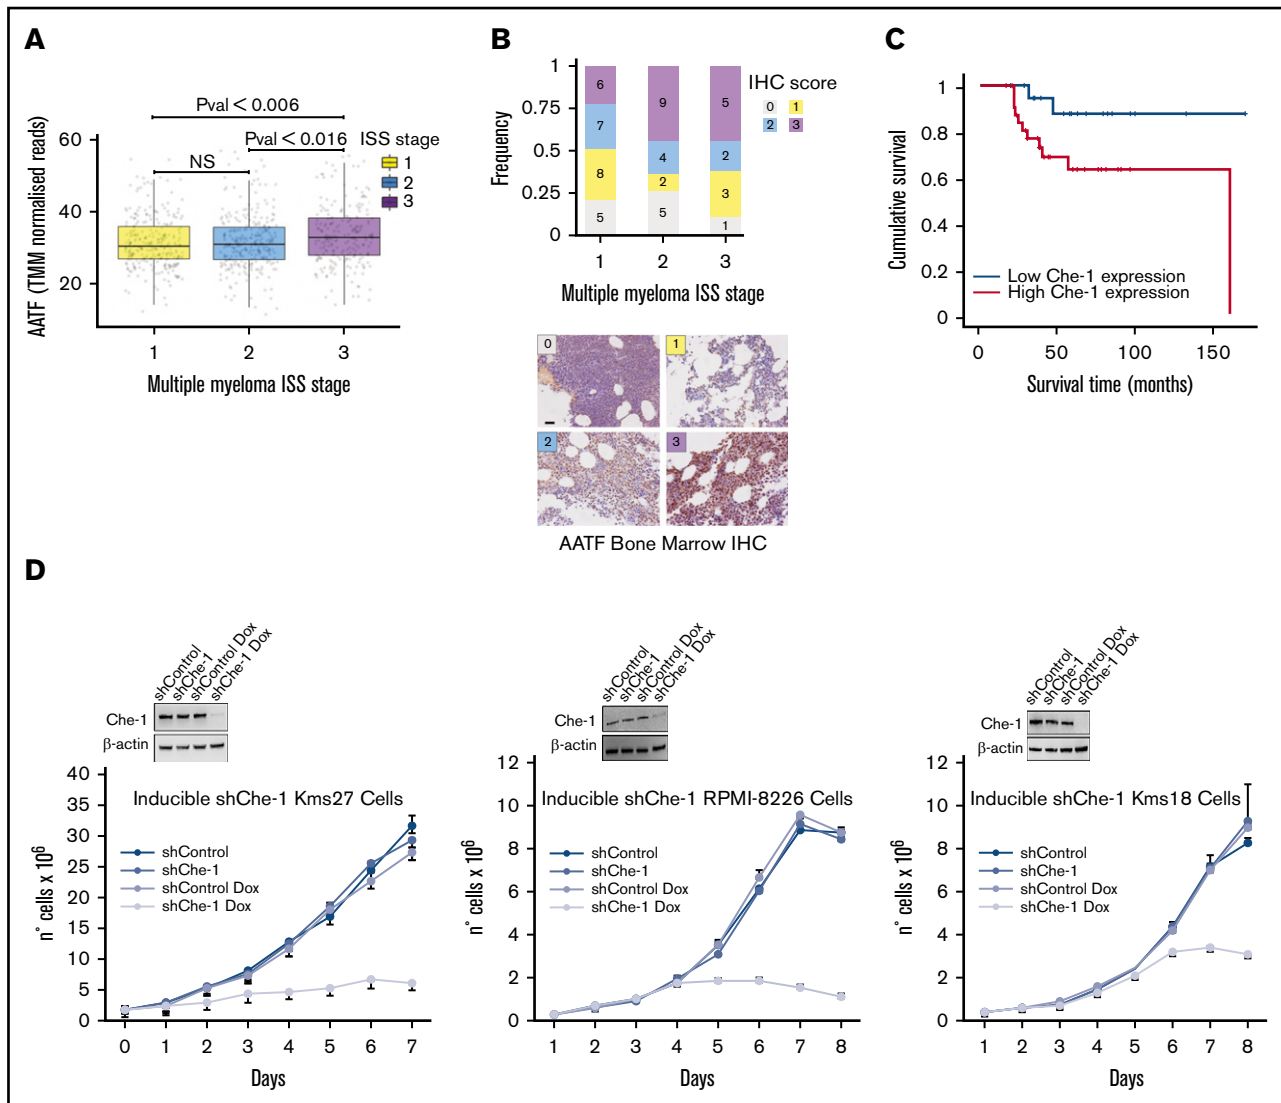 A
Pval < 0.006
Pval < 0.016
NS
ISS stage
1
2
3
60
40
20
AATF (TMM normalised reads)
1 2 3
Multiple myeloma ISS stage
B
1
0.75
0.5
0.25
0
Frequency
6
7
8
5
9
4
2
5
5
2
3
1
IHC score
0 1
2 3
1 2 3
Multiple myeloma ISS stage
0
1
2
3
AATF Bone Marrow IHC
C
1
0.8
0.6
0.4
0.2
0
Cumulative survival
Low Che-1 expression
High Che-1 expression
0 50 100 150
Survival time (months)
D
shControl
shChe-1
shControl Dox
shChe-1 Dox
Che-1
β-actin
Inducible shChe-1 Kms27 Cells
40
35
30
25
20
15
10
5
0
n° cells x 10⁶
shControl
shChe-1
shControl Dox
shChe-1 Dox
0 1 2 3 4 5 6 7
Days
shControl
shChe-1
shControl Dox
shChe-1 Dox
Che-1
β-actin
Inducible shChe-1 RPMI-8226 Cells
12
10
8
6
4
2
0
n° cells x 10⁶
shControl
shChe-1
shControl Dox
shChe-1 Dox
1 2 3 4 5 6 7 8
Days
shControl
shChe-1
shControl Dox
shChe-1 Dox
Che-1
β-actin
Inducible shChe-1 Kms18 Cells
12
10
8
6
4
2
0
n° cells x 10⁶
shControl
shChe-1
shControl Dox
shChe-1 Dox
1 2 3 4 5 6 7 8
Days